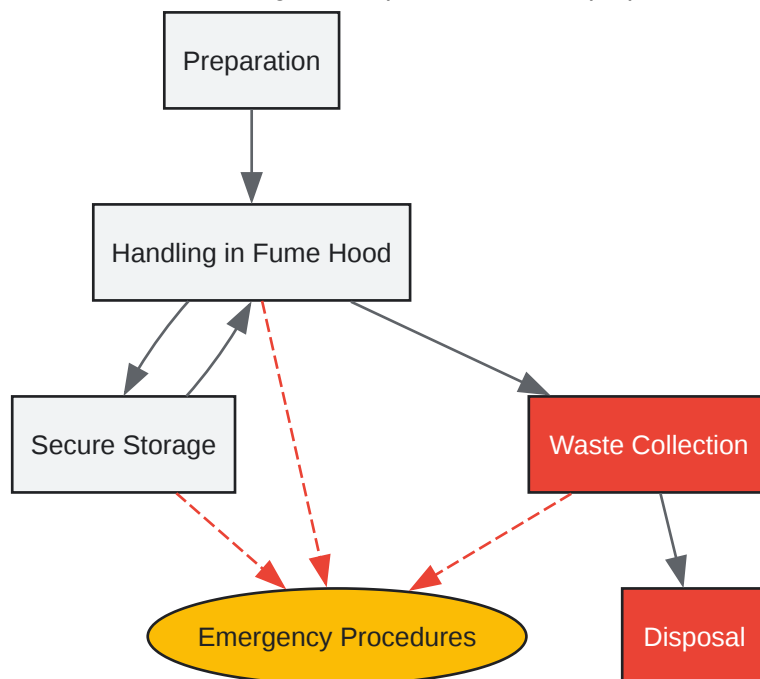 Preparation
Handling in Fume Hood
Secure Storage
Waste Collection
Emergency Procedures
Disposal